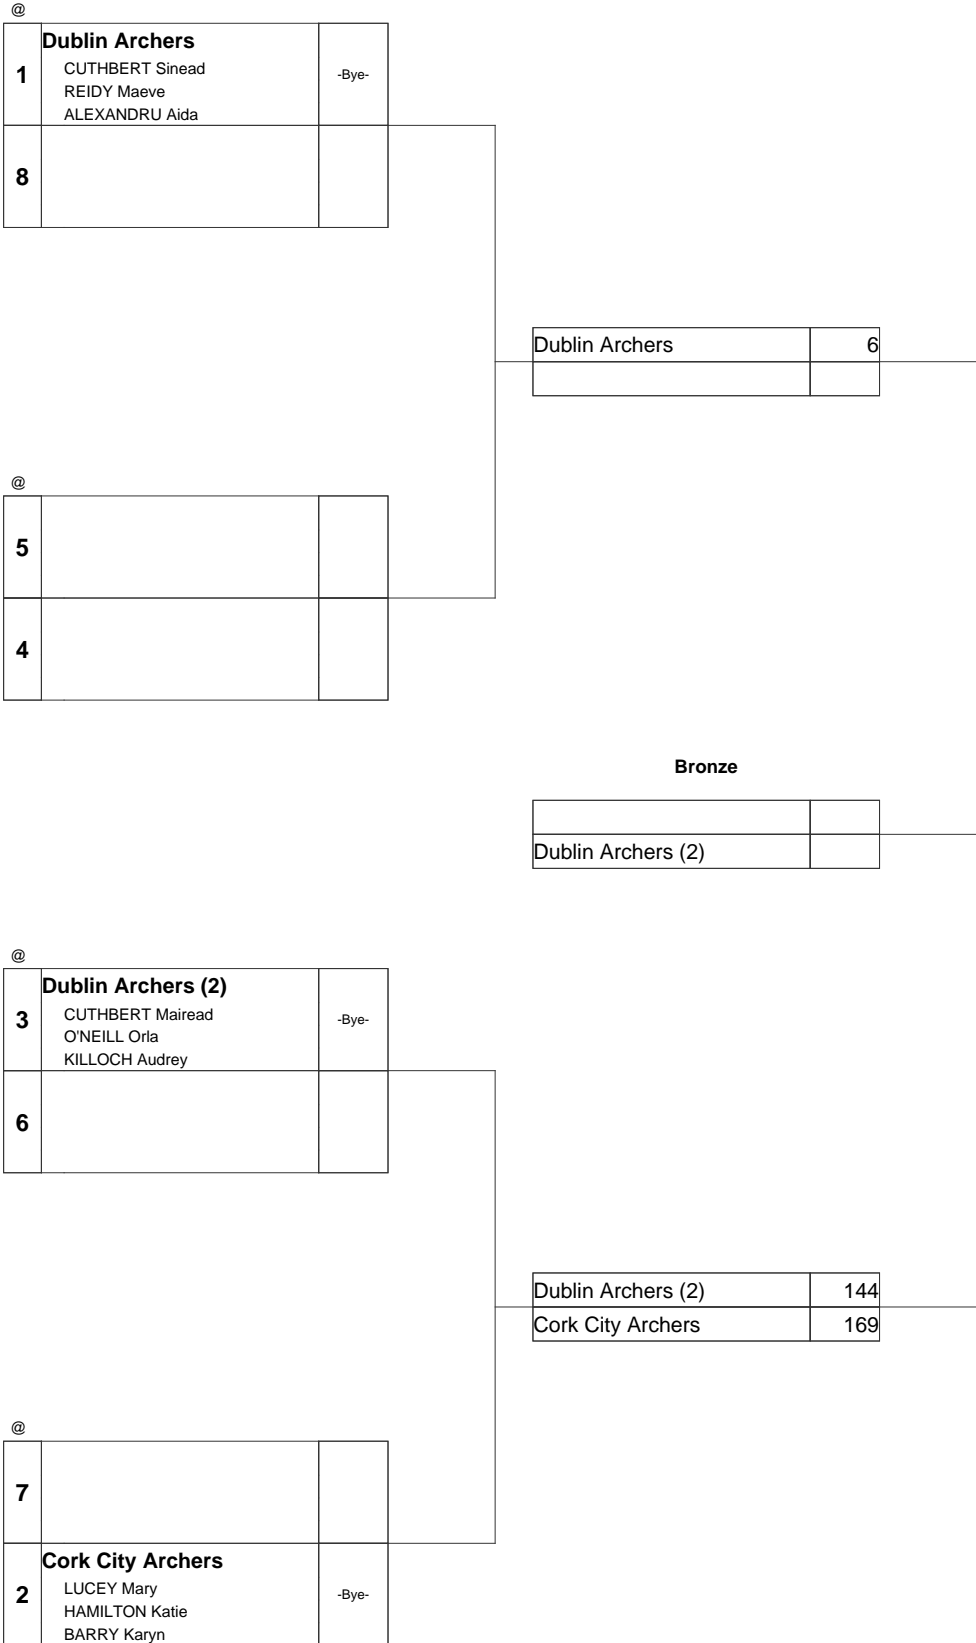 @
Dublin Archers
1 CUTHBERT Sinead -Bye-
REIDY Maeve
ALEXANDRU Aida
8
Dublin Archers 6
@
5
4
Bronze
Dublin Archers (2)
@
Dublin Archers (2)
3 CUTHBERT Mairead -Bye-
O'NEILL Orla
KILLOCH Audrey
6
Dublin Archers (2) 144
Cork City Archers 169
@
7
Cork City Archers
2 LUCEY Mary -Bye-
HAMILTON Katie
BARRY Karyn